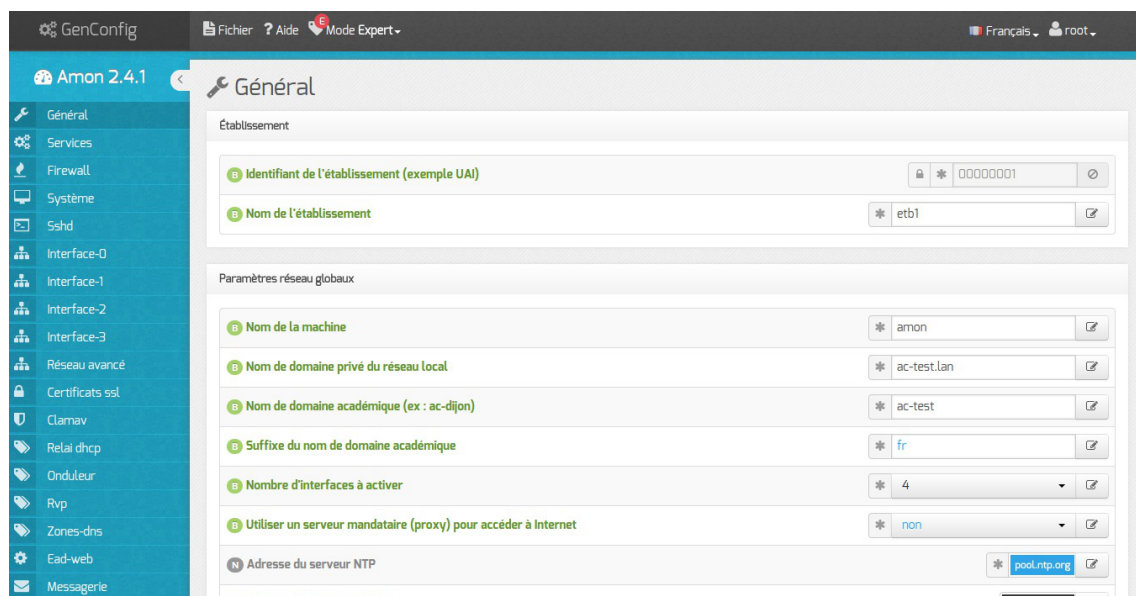 GenConfig
Fichier ? Aide E Mode Expert
Français root
Amon 2.4.1
Général
Services
Firewall
Système
Sshd
Interface-0
Interface-1
Interface-2
Interface-3
Réseau avancé
Certificats ssl
Clamav
Relai dhcp
Onduleur
Rvp
Zones-dns
Ead-web
Messagerie
Général
Établissement
B Identifiant de l'établissement (exemple UAI) * 00000001
B Nom de l'établissement * etb1
Paramètres réseau globaux
B Nom de la machine * amon
B Nom de domaine privé du réseau local * ac-test.lan
B Nom de domaine académique (ex : ac-dijon) * ac-test
B Suffixe du nom de domaine académique * fr
B Nombre d'interfaces à activer * 4
B Utiliser un serveur mandataire (proxy) pour accéder à Internet * non
N Adresse du serveur NTP * pool.ntp.org